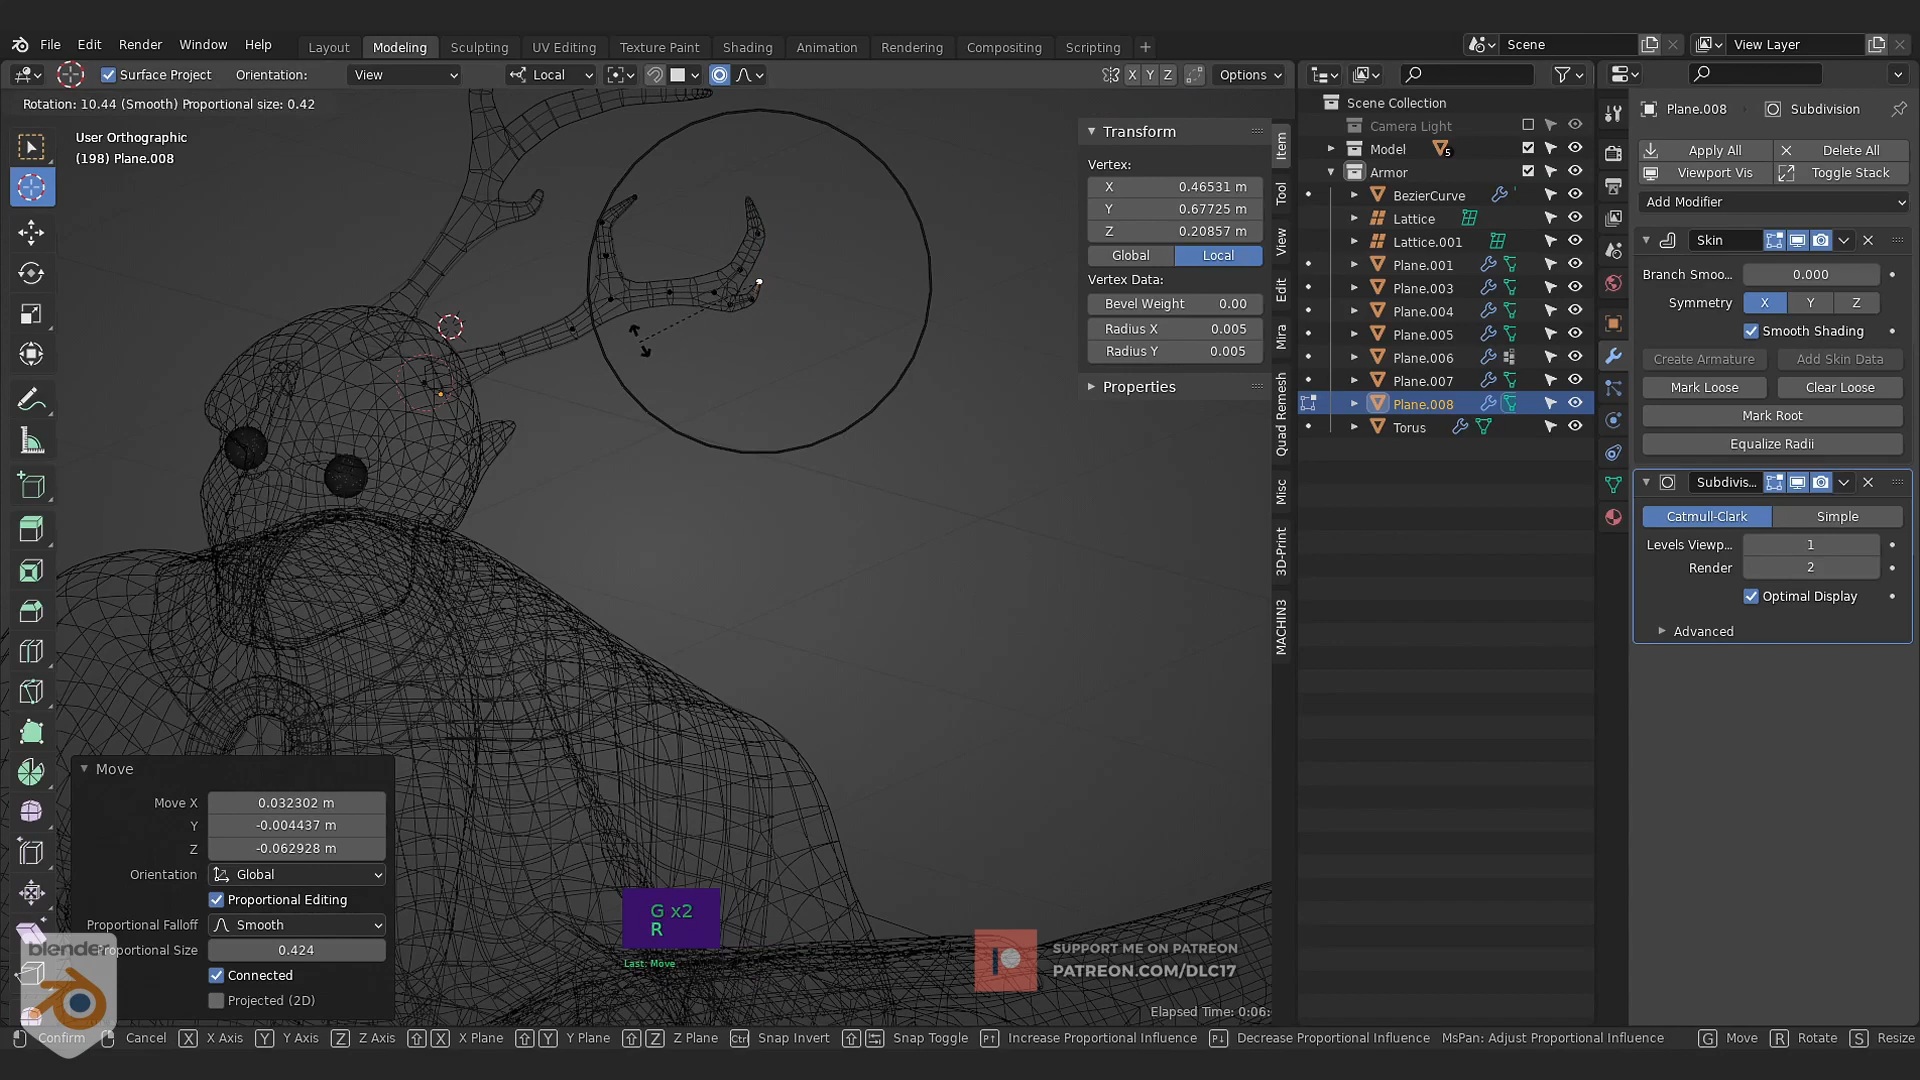 File Edit Render Window Help
Layout Modeling Sculpting UV Editing Texture Paint Shading Animation Rendering Compositing Scripting +
Scene
View Layer
Surface Project Orientation: View
Local
X Y Z Options
Rotation: 10.44 (Smooth) Proportional size: 0.42
User Orthographic
(198) Plane.008
Transform
Vertex:
X 0.46531 m
Y 0.67725 m
Z 0.20857 m
Global Local
Vertex Data:
Bevel Weight 0.00
Radius X 0.005
Radius Y 0.005
Properties
Item
Tool
View
Edit
Mira
Quad Remesh
Misc
3D-Print
MACHIN3
Scene Collection
Camera Light
Model 5
Armor
BezierCurve
Lattice
Lattice.001
Plane.001
Plane.003
Plane.004
Plane.005
Plane.006
Plane.007
Plane.008
Torus
Plane.008 Subdivision
Apply All Delete All
Viewport Vis Toggle Stack
Add Modifier
Skin
Branch Smoo... 0.000
Symmetry X Y Z
Smooth Shading
Create Armature Add Skin Data
Mark Loose Clear Loose
Mark Root
Equalize Radii
Subdivis...
Catmull-Clark Simple
Levels Viewp... 1
Render 2
Optimal Display
Advanced
Move
Move X 0.032302 m
Y -0.004437 m
Z -0.062928 m
Orientation Global
Proportional Editing
Proportional Falloff Smooth
Proportional Size 0.424
Connected
Projected (2D)
blender
G x2
R
Last: Move
SUPPORT ME ON PATREON
PATREON.COM/DLC17
Elapsed Time: 0:06:
Confirm Cancel X X Axis Y Y Axis Z Z Axis X X Plane Y Y Plane Z Z Plane Ctrl Snap Invert Snap Toggle Increase Proportional Influence Decrease Proportional Influence MsPan: Adjust Proportional Influence G Move R Rotate S Resize